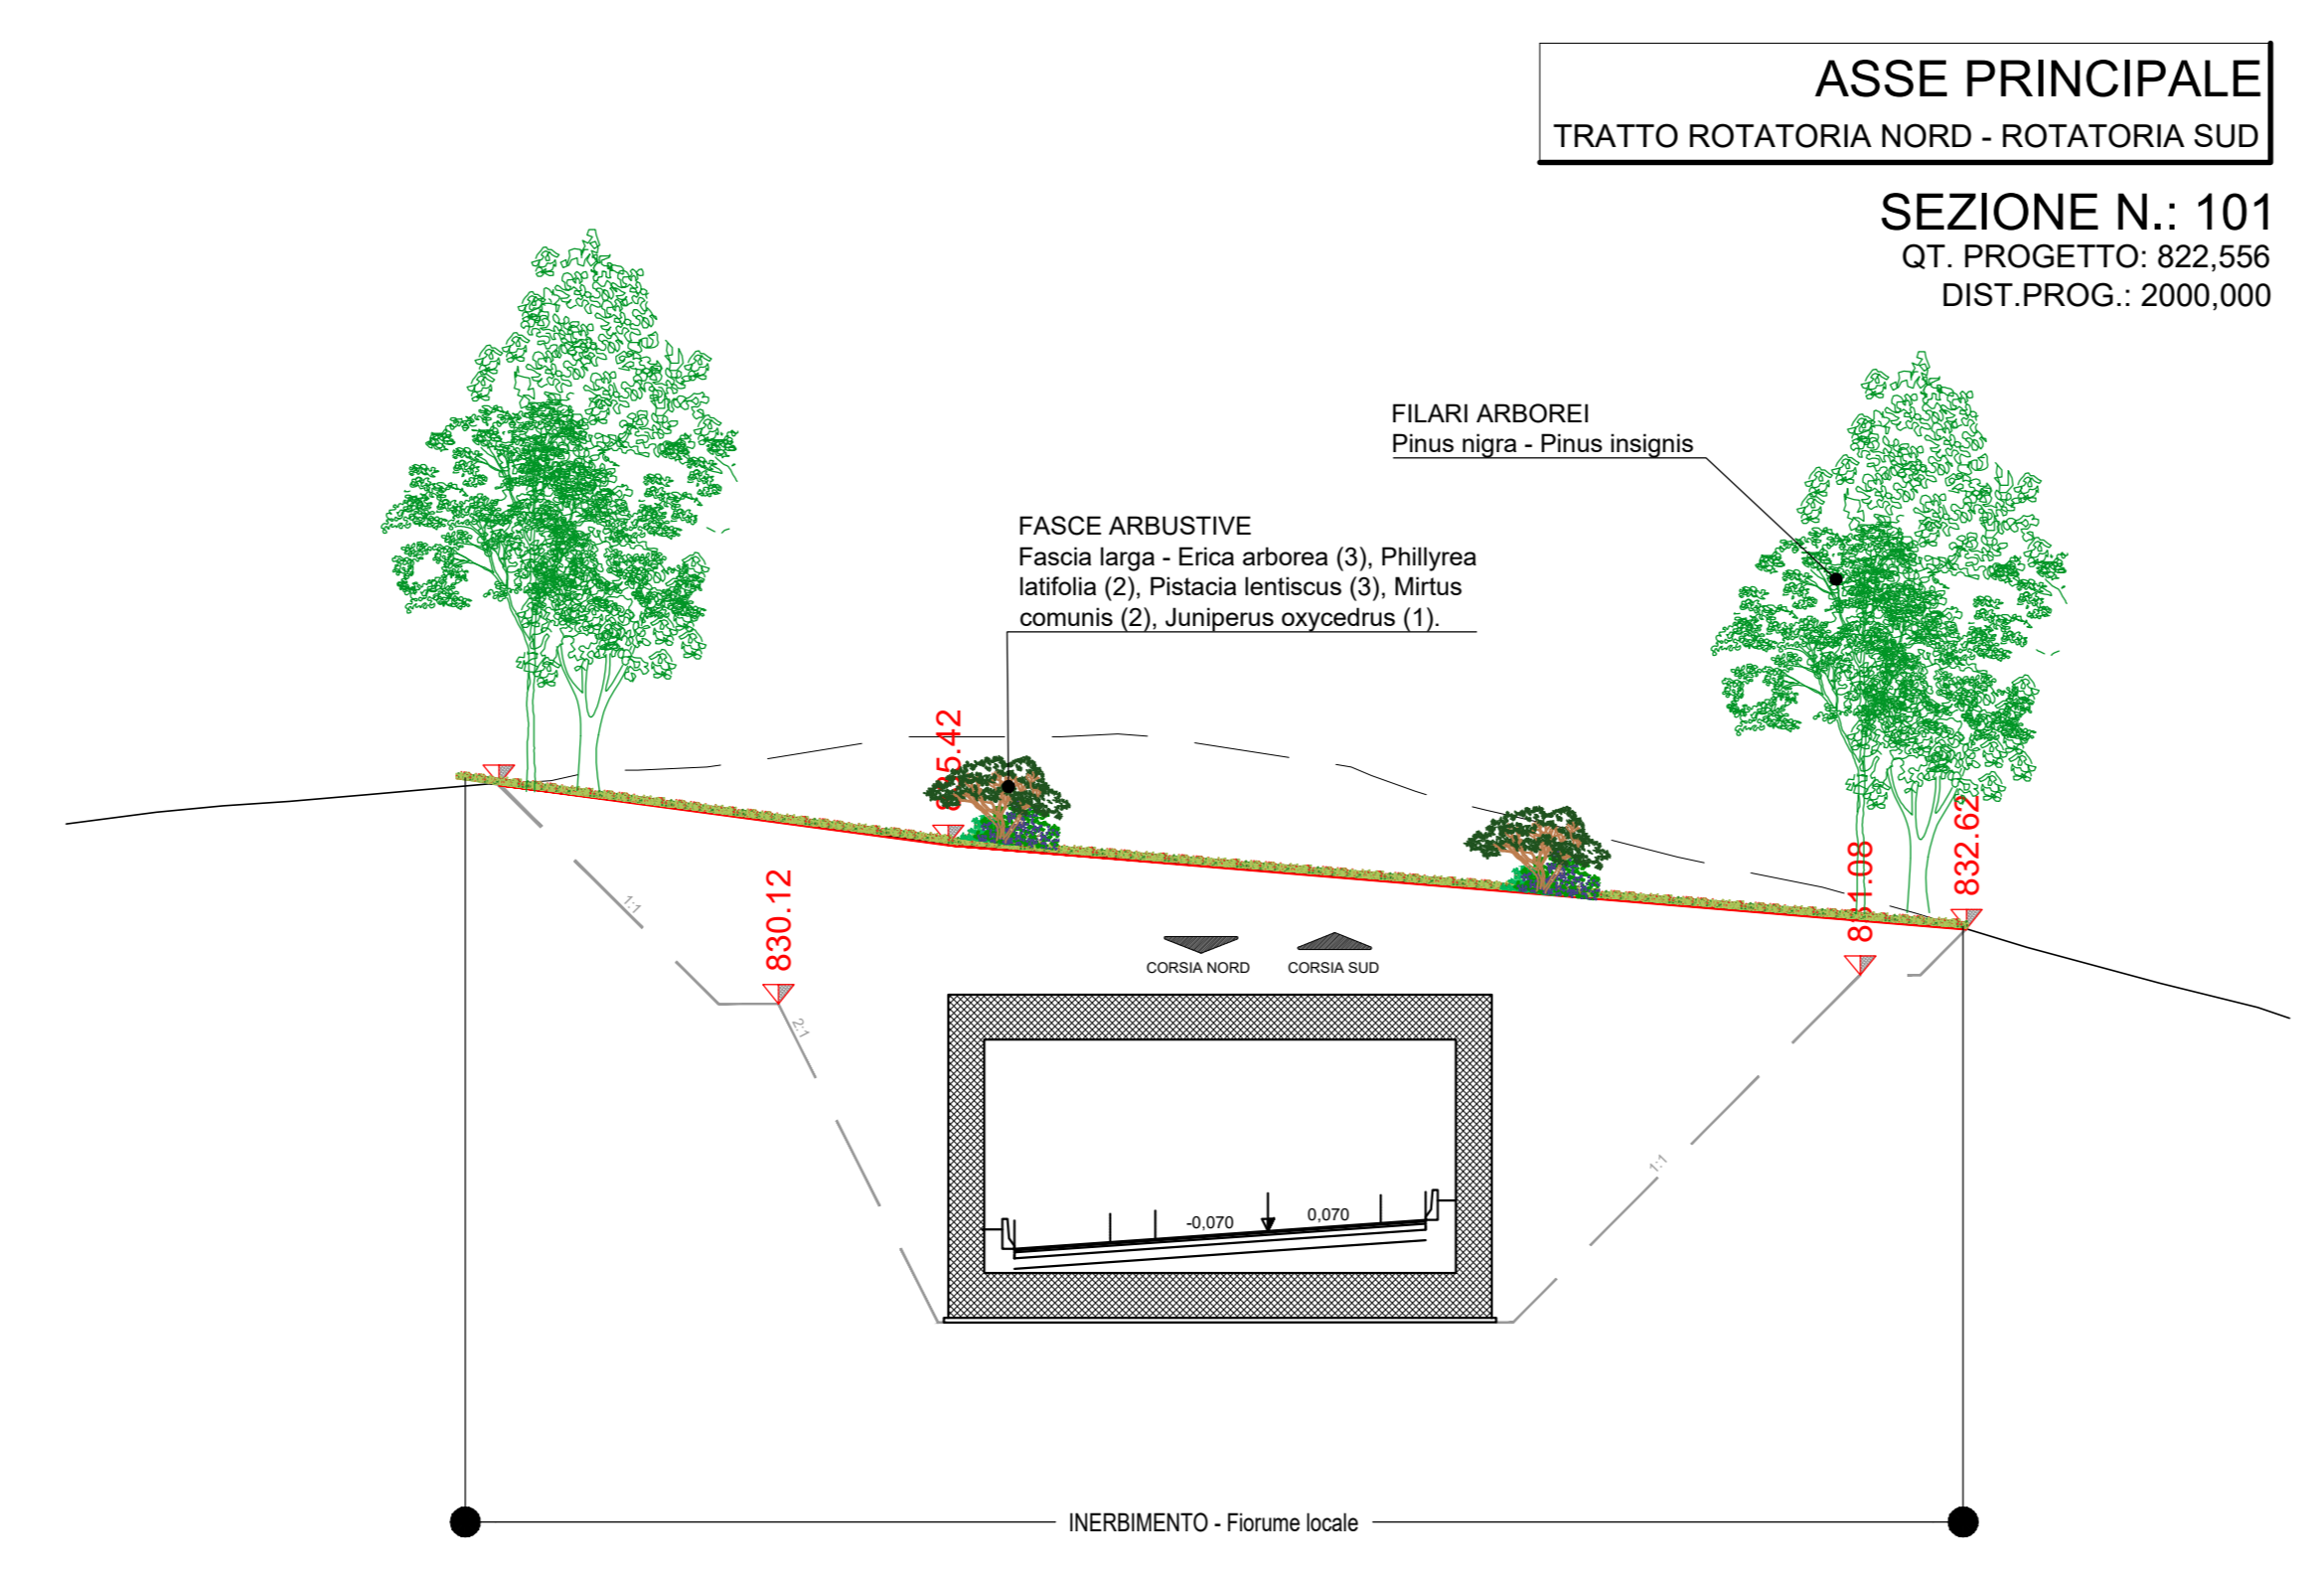 ASSE PRINCIPALE
TRATTO ROTATORIA NORD - ROTATORIA SUD
SEZIONE N.: 101
QT. PROGETTO: 822,556
DIST.PROG.: 2000,000
FILARI ARBOREI
Pinus nigra - Pinus insignis
FASCE ARBUSTIVE
Fascia larga - Erica arborea (3), Phillyrea
latifolia (2), Pistacia lentiscus (3), Mirtus
comunis (2), Juniperus oxycedrus (1).
832.62
831.08
830.12
1:1
2:1
CORSIA NORD
CORSIA SUD
1:1
-0,070
0,070
INERBIMENTO - Fiorume locale